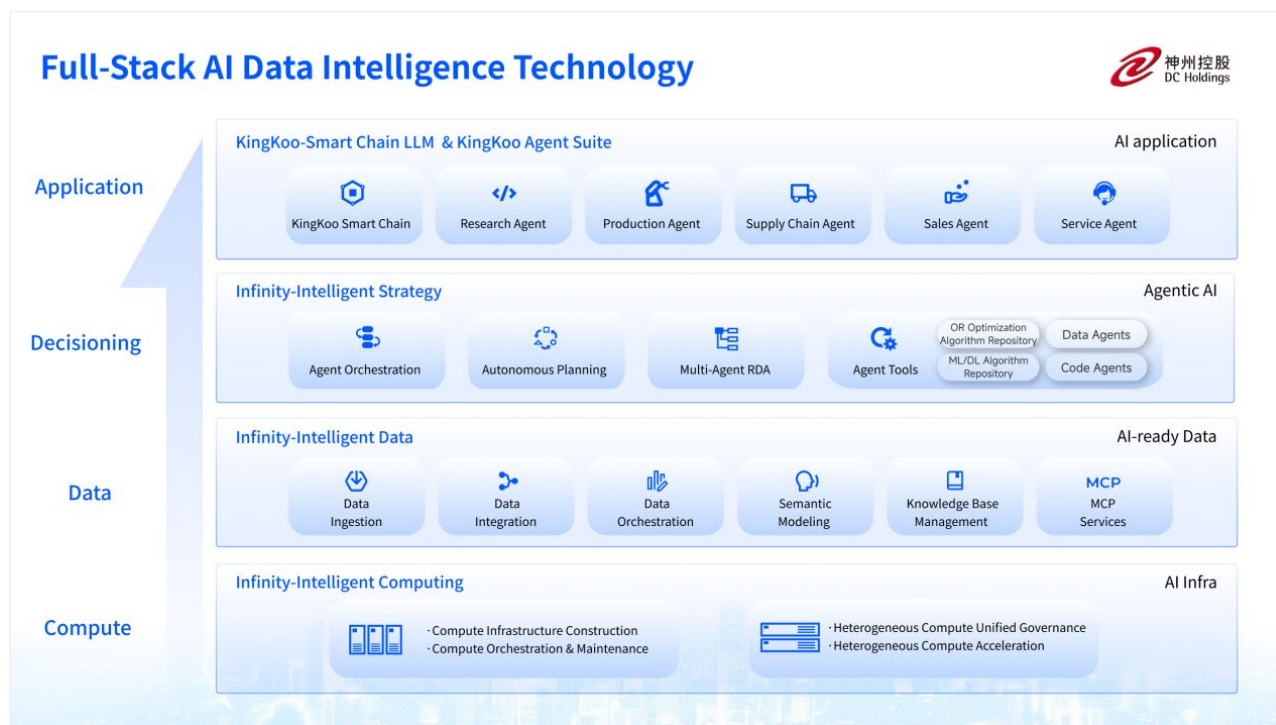 Full-Stack AI Data Intelligence Technology
神州控股
DC Holdings
Application
KingKoo-Smart Chain LLM & KingKoo Agent Suite
AI application
KingKoo Smart Chain
Research Agent
Production Agent
Supply Chain Agent
Sales Agent
Service Agent
Decisioning
Infinity-Intelligent Strategy
Agentic AI
Agent Orchestration
Autonomous Planning
Multi-Agent RDA
Agent Tools
OR Optimization
Algorithm Repository
Data Agents
ML/DL Algorithm
Repository
Code Agents
Data
Infinity-Intelligent Data
AI-ready Data
Data
Ingestion
Data
Integration
Data
Orchestration
Semantic
Modeling
Knowledge Base
Management
MCP
MCP
Services
Compute
Infinity-Intelligent Computing
AI Infra
·Compute Infrastructure Construction
·Compute Orchestration & Maintenance
·Heterogeneous Compute Unified Governance
·Heterogeneous Compute Acceleration